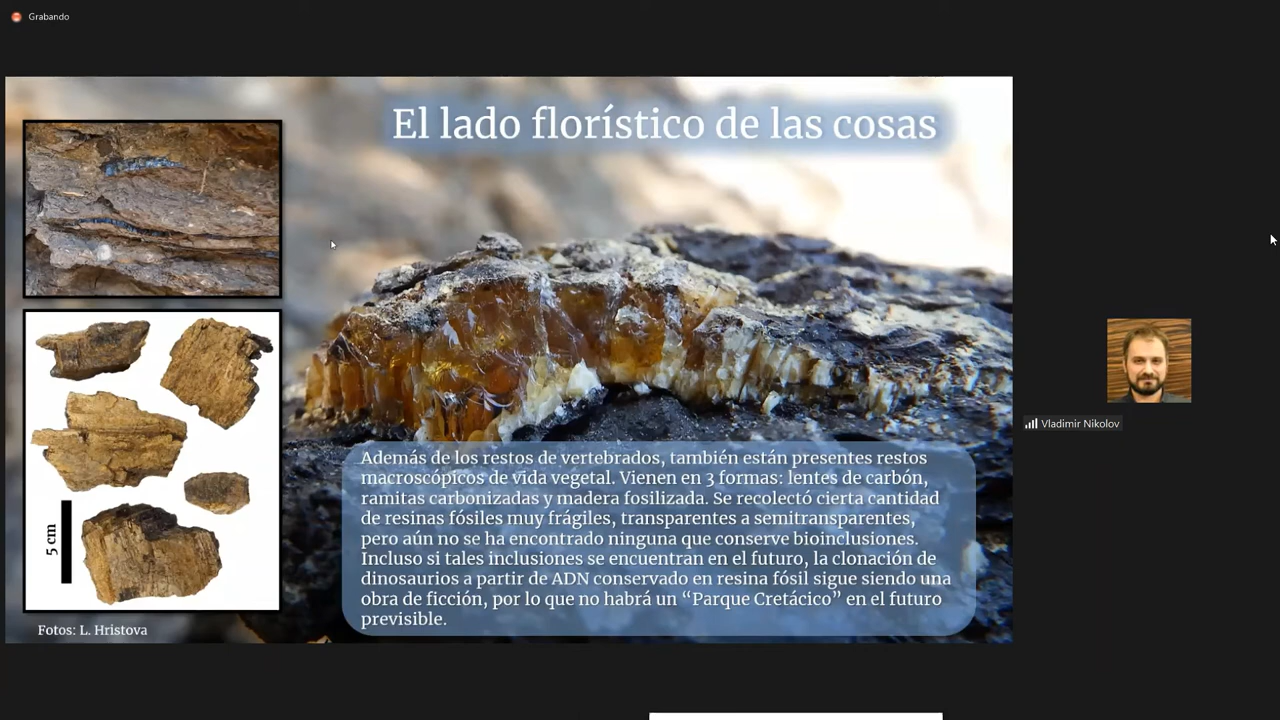 Grabando
El lado florístico de las cosas
5 cm
Además de los restos de vertebrados, también están presentes restos
macroscópicos de vida vegetal. Vienen en 3 formas: lentes de carbón,
ramitas carbonizadas y madera fosilizada. Se recolectó cierta cantidad
de resinas fósiles muy frágiles, transparentes a semitransparentes,
pero aún no se ha encontrado ninguna que conserve bioinclusiones.
Incluso si tales inclusiones se encuentran en el futuro, la clonación de
dinosaurios a partir de ADN conservado en resina fósil sigue siendo una
obra de ficción, por lo que no habrá un “Parque Cretácico” en el futuro
previsible.
Fotos: L. Hristova
Vladimir Nikolov